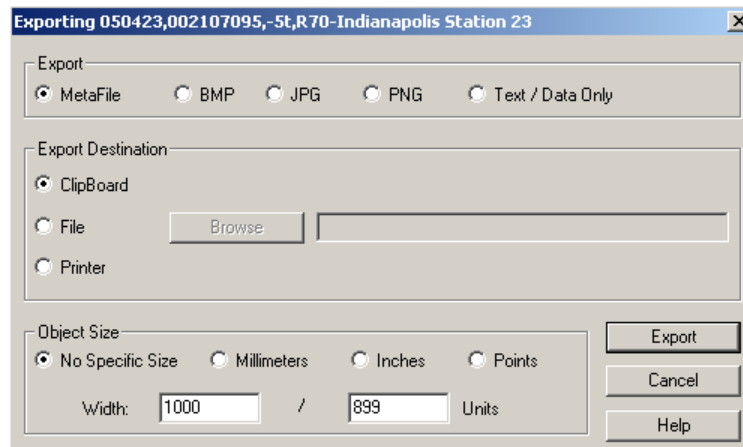 Exporting 050423,002107095,-5t,R70-Indianapolis Station 23
Export
MetaFile BMP JPG PNG Text / Data Only
Export Destination
ClipBoard
File Browse
Printer
Object Size
No Specific Size Millimeters Inches Points
Width: 1000 / 899 Units
Export
Cancel
Help